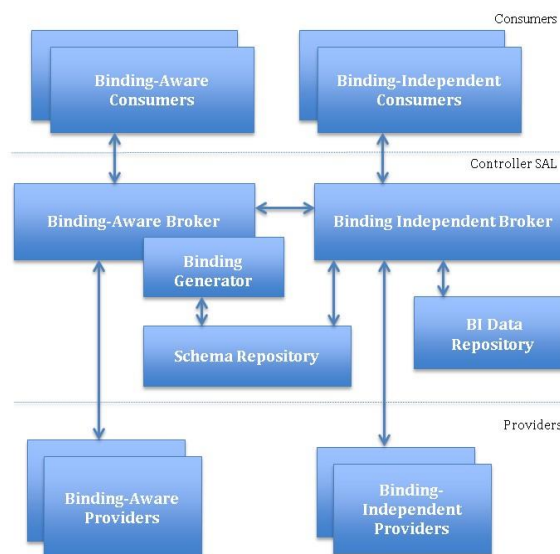 Consumers
Binding-Aware
Consumers
Binding-Independent
Consumers
Controller SAL
Binding-Aware Broker
Binding Independent Broker
Binding
Generator
Schema Repository
BI Data
Repository
Providers
Binding-Aware
Providers
Binding-
Independent
Providers